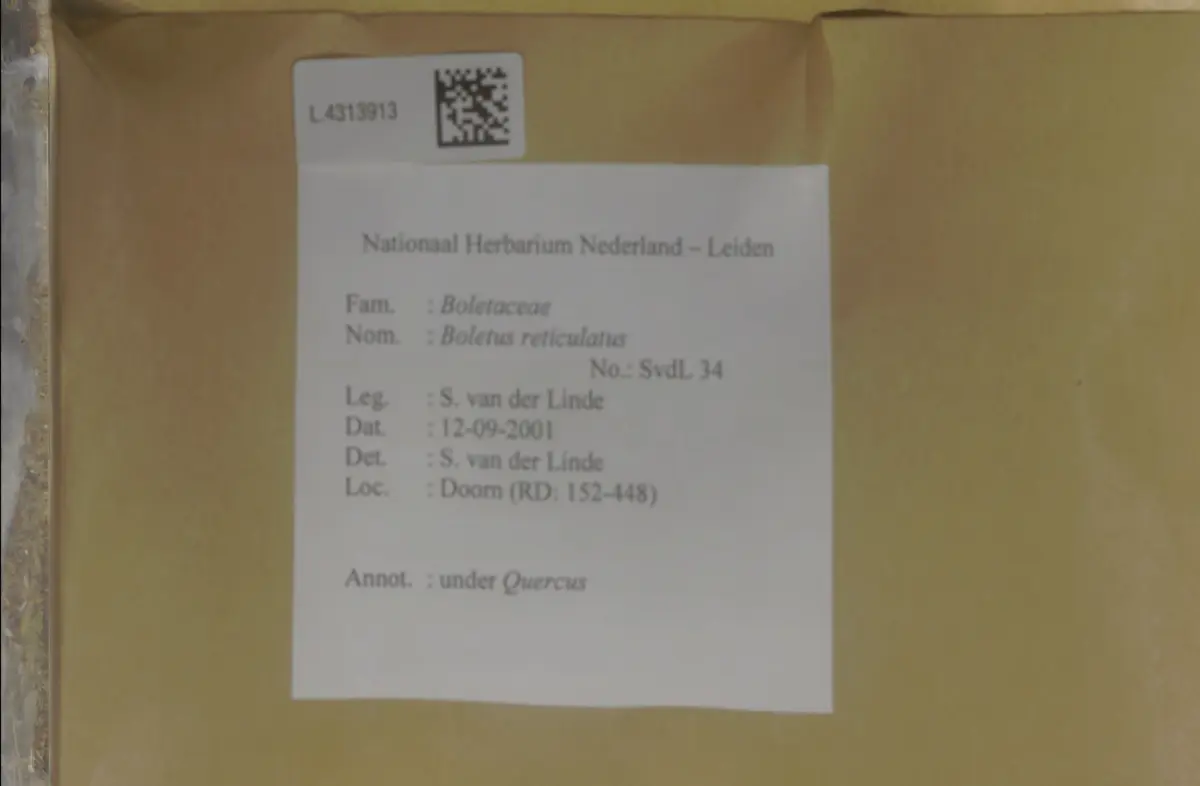 L.4313913
Nationaal Herbarium Nederland – Leiden
Fam. : Boletaceae
Nom. : Boletus reticulatus
No.: SvdL 34
Leg. : S. van der Linde
Dat. : 12-09-2001
Det. : S. van der Linde
Loc. : Doorn (RD: 152-448)
Annot. : under Quercus